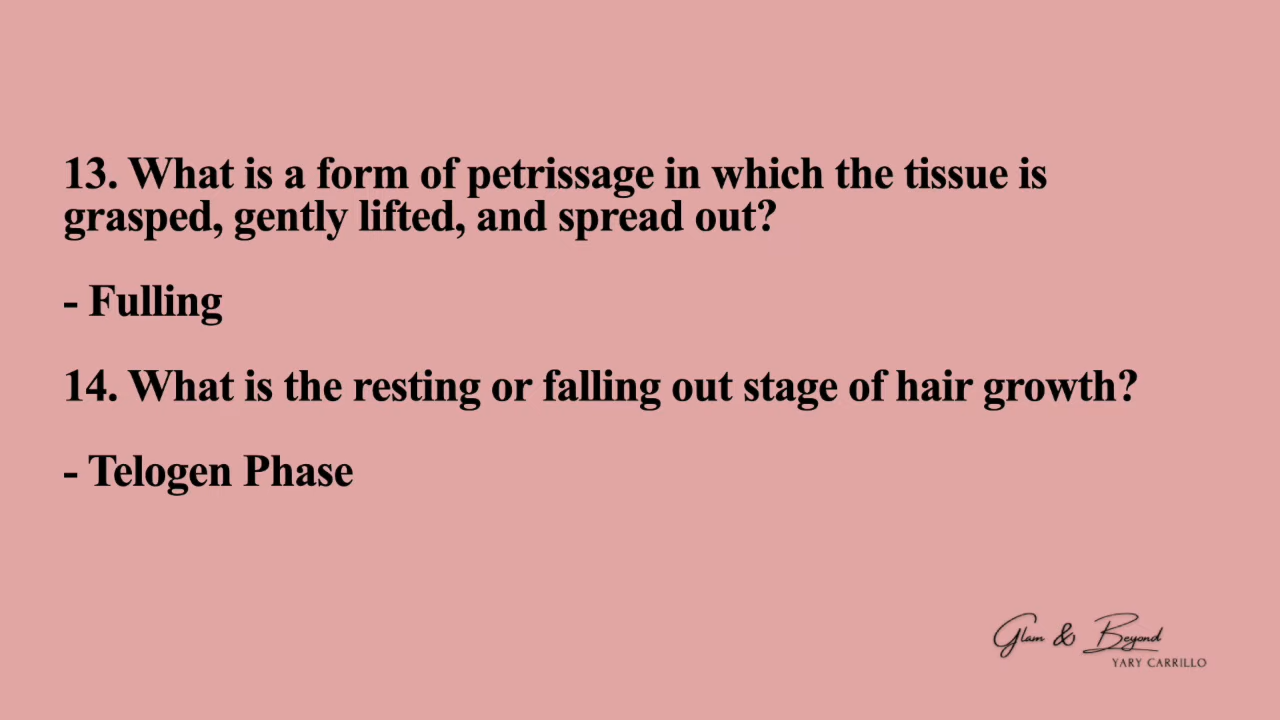 13. What is a form of petrissage in which the tissue is
grasped, gently lifted, and spread out?
- Fulling
14. What is the resting or falling out stage of hair growth?
- Telogen Phase
Glam & Beyond
YARY CARRILLO